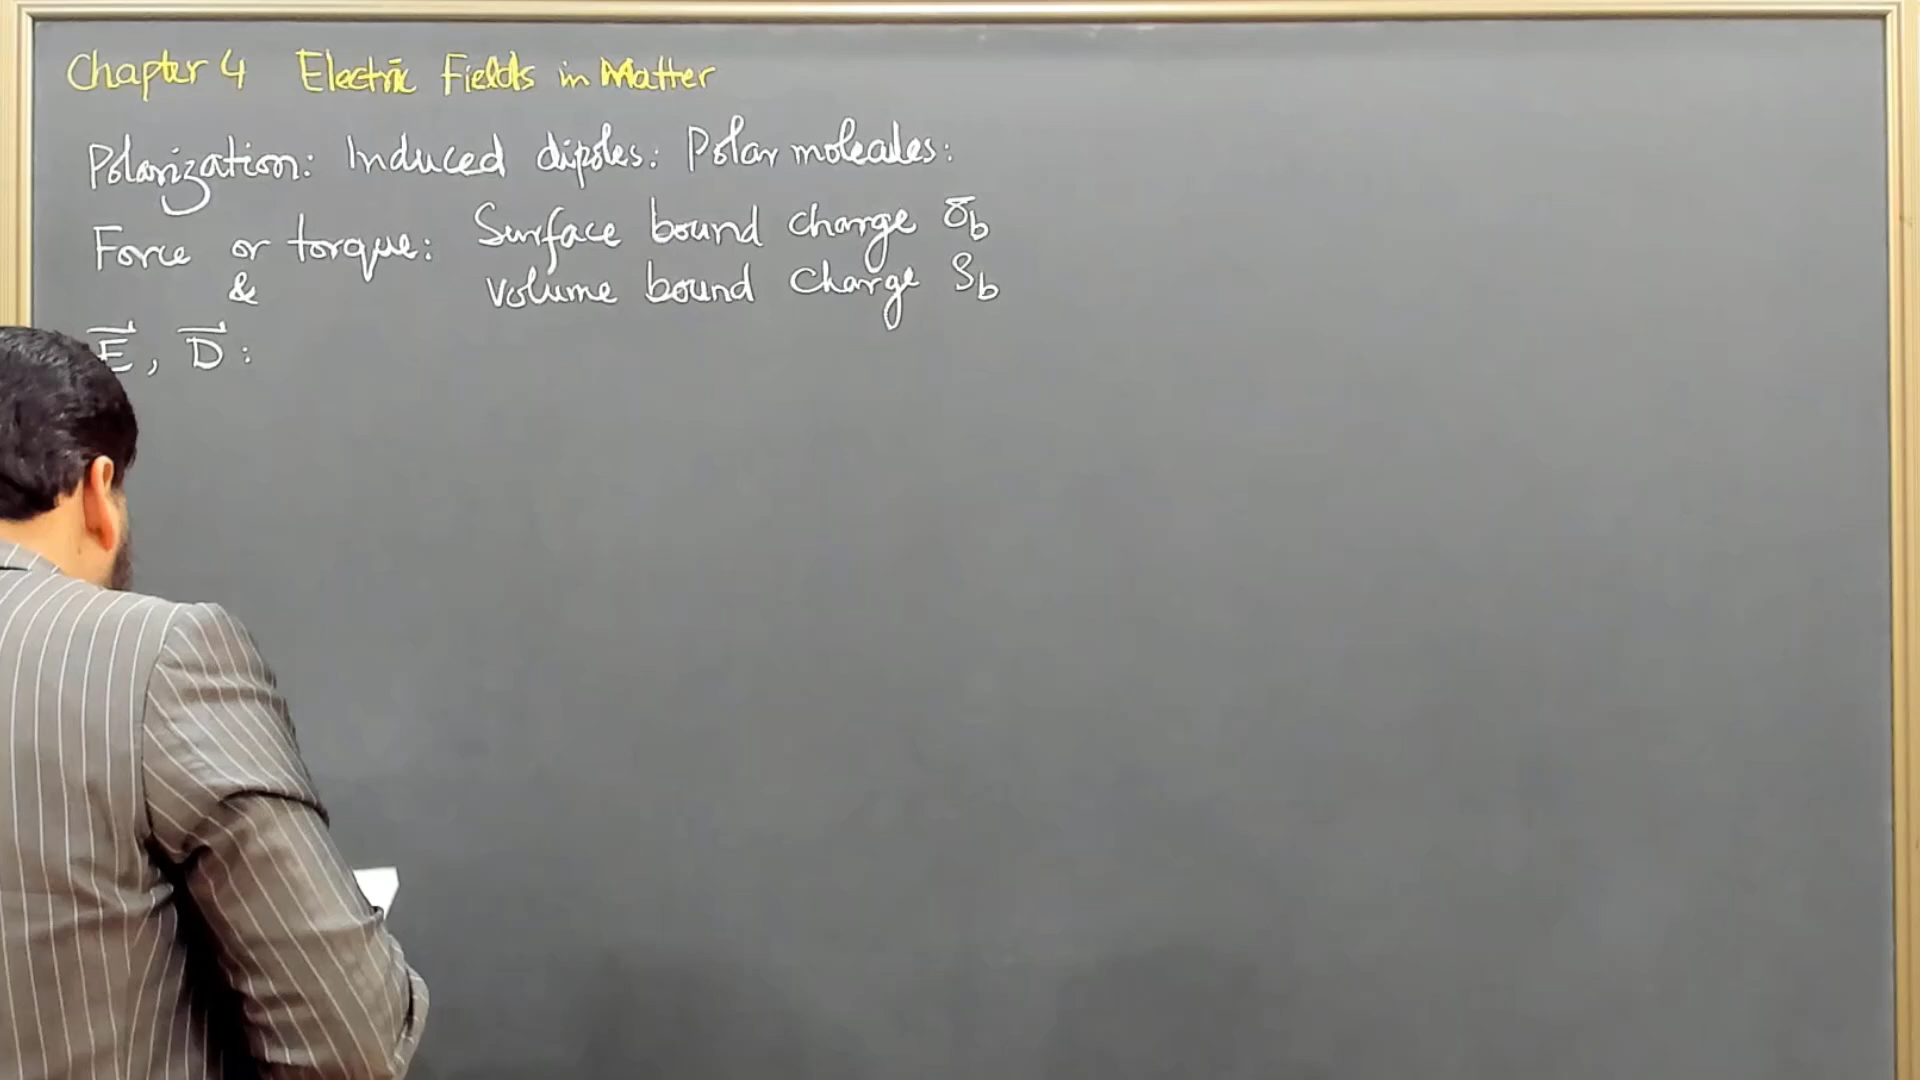 Chapter 4 Electric Fields in Matter
Polarization: Induced dipoles: Polar molecules:
Force or torque: Surface bound charge σb
& volume bound charge ρb
E⃗, D⃗: